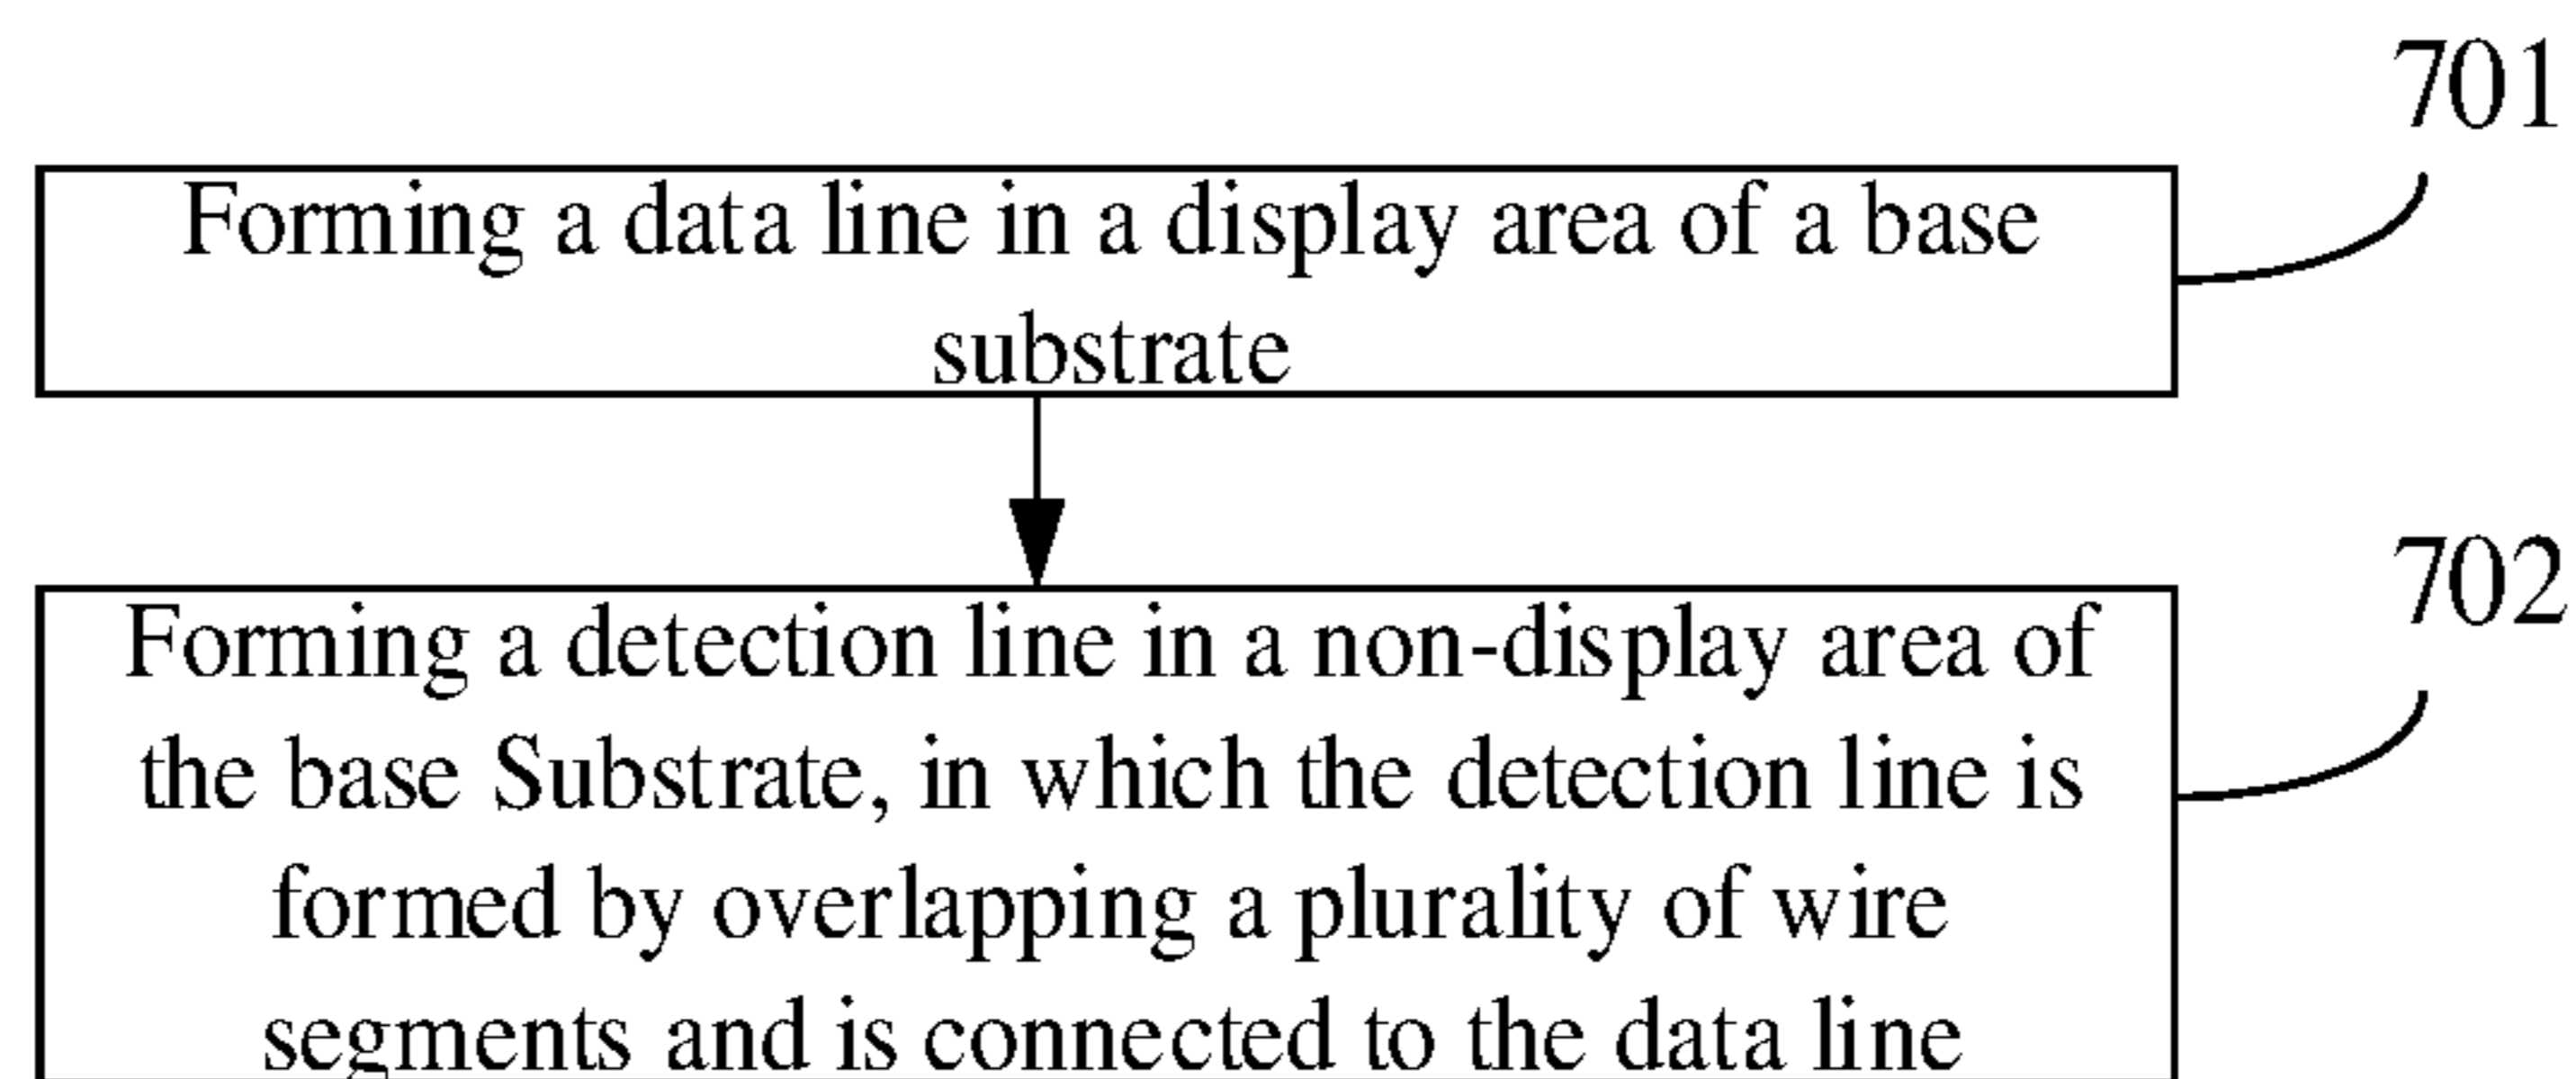 701
Forming a data line in a display area of a base
substrate
702
Forming a detection line in a non-display area of
the base Substrate, in which the detection line is
formed by overlapping a plurality of wire
segments and is connected to the data line